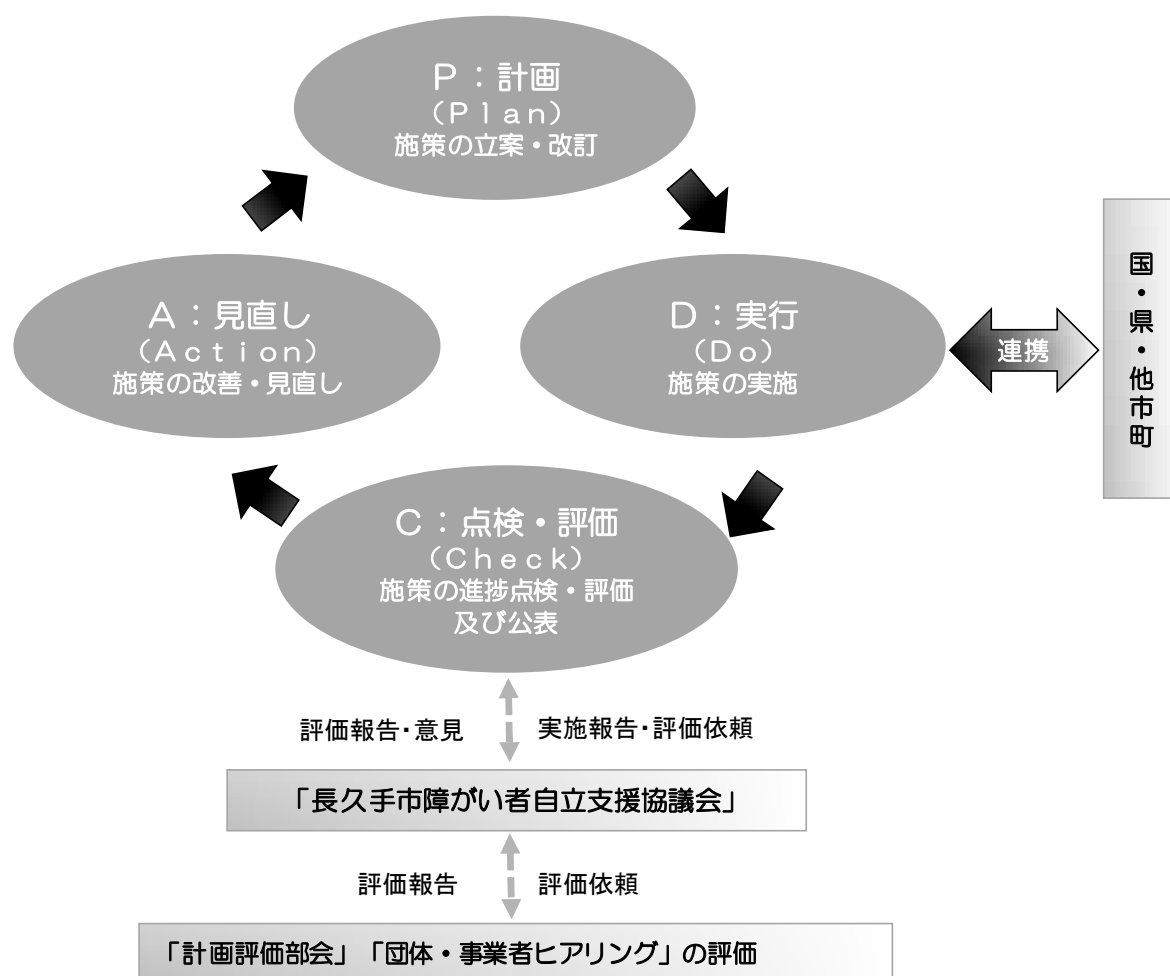 P:計画
(Plan)
施策の立案・改訂
A:見直し
(Action)
施策の改善・見直し
D:実行
(Do)
施策の実施
連携
国・県・他市町
C:点検・評価
(Check)
施策の進捗点検・評価
及び公表
評価報告・意見
実施報告・評価依頼
「長久手市障がい者自立支援協議会」
評価報告
評価依頼
「計画評価部会」「団体・事業者ヒアリング」の評価